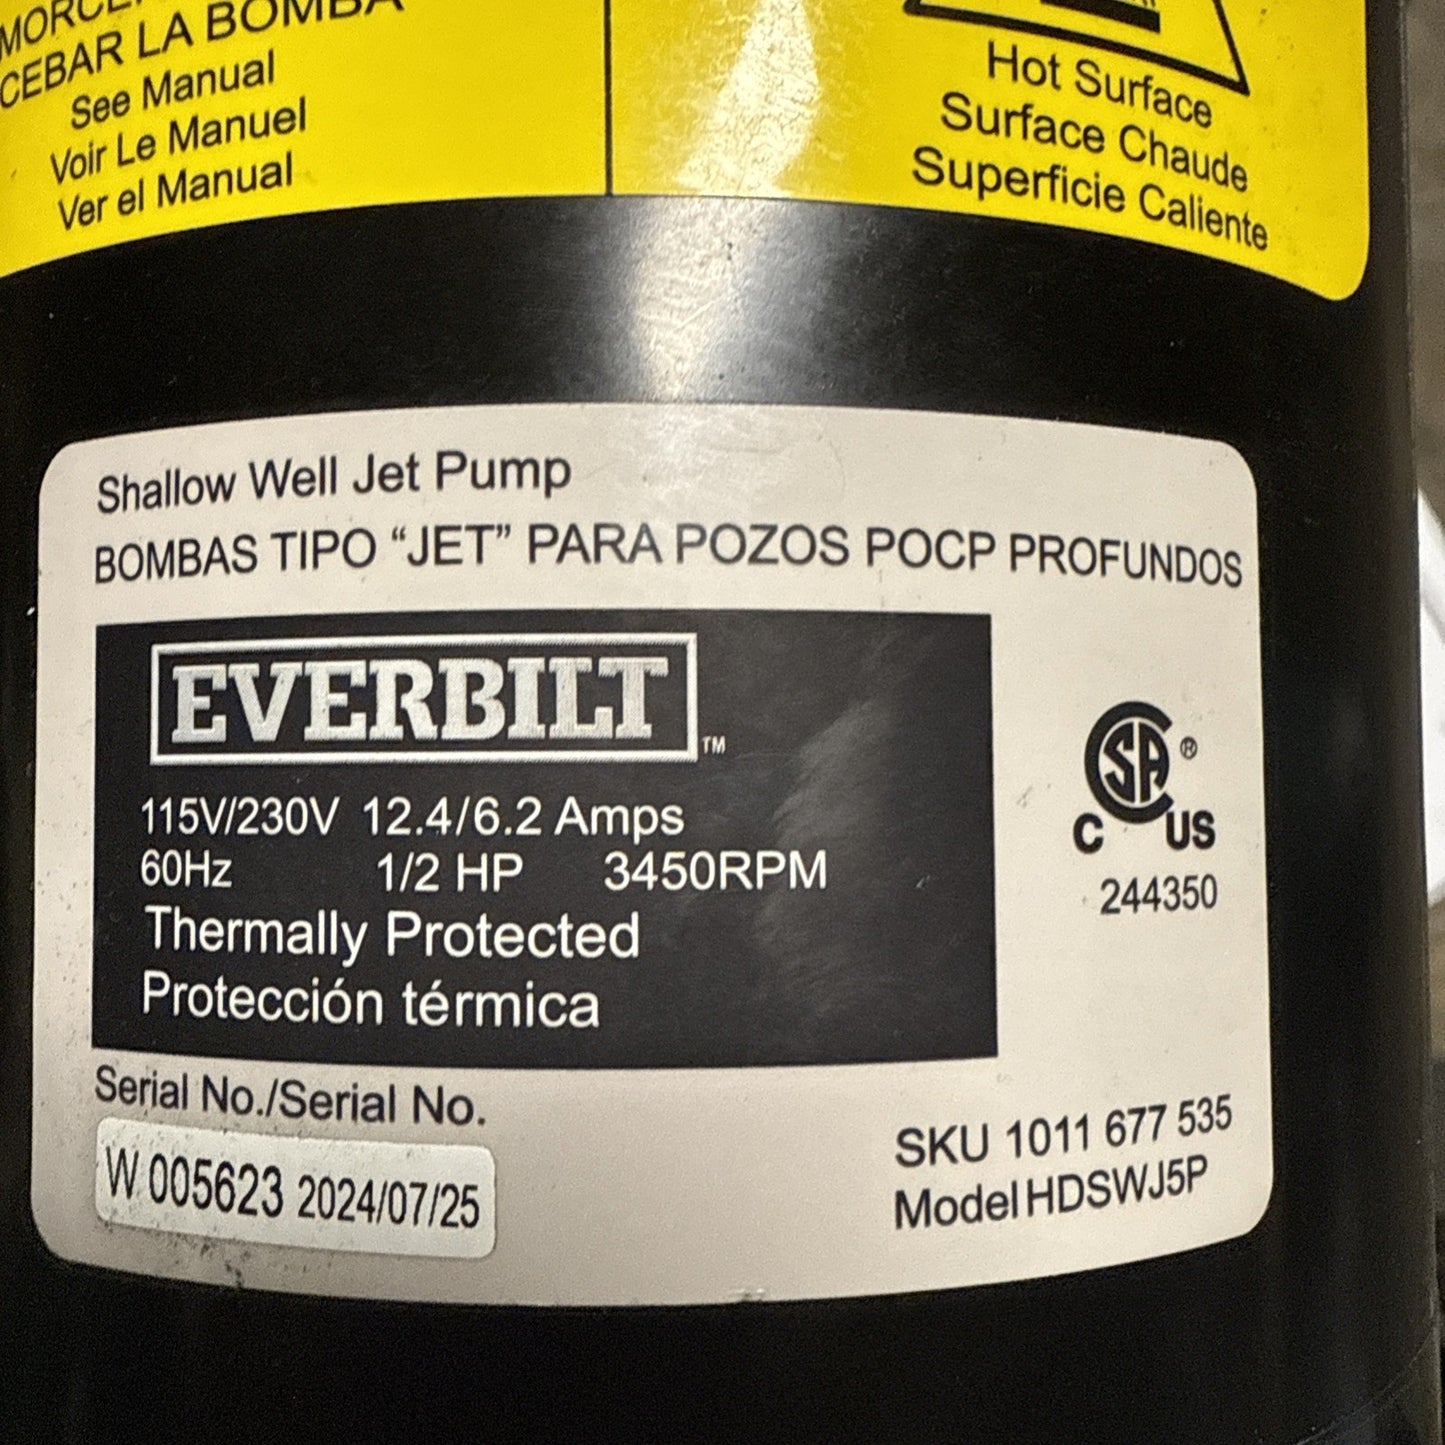 CEBAR LA BOMBA
See Manual
Voir Le Manuel
Ver el Manual
Hot Surface
Surface Chaude
Superficie Caliente
Shallow Well Jet Pump
BOMBAS TIPO “JET” PARA POZOS POCP PROFUNDOS
EVERBILT™
115V/230V 12.4/6.2 Amps
60Hz 1/2 HP 3450RPM
Thermally Protected
Protección térmica
SA®
C US
244350
Serial No./Serial No.
W 005623 2024/07/25
SKU 1011 677 535
Model HDSWJ5P